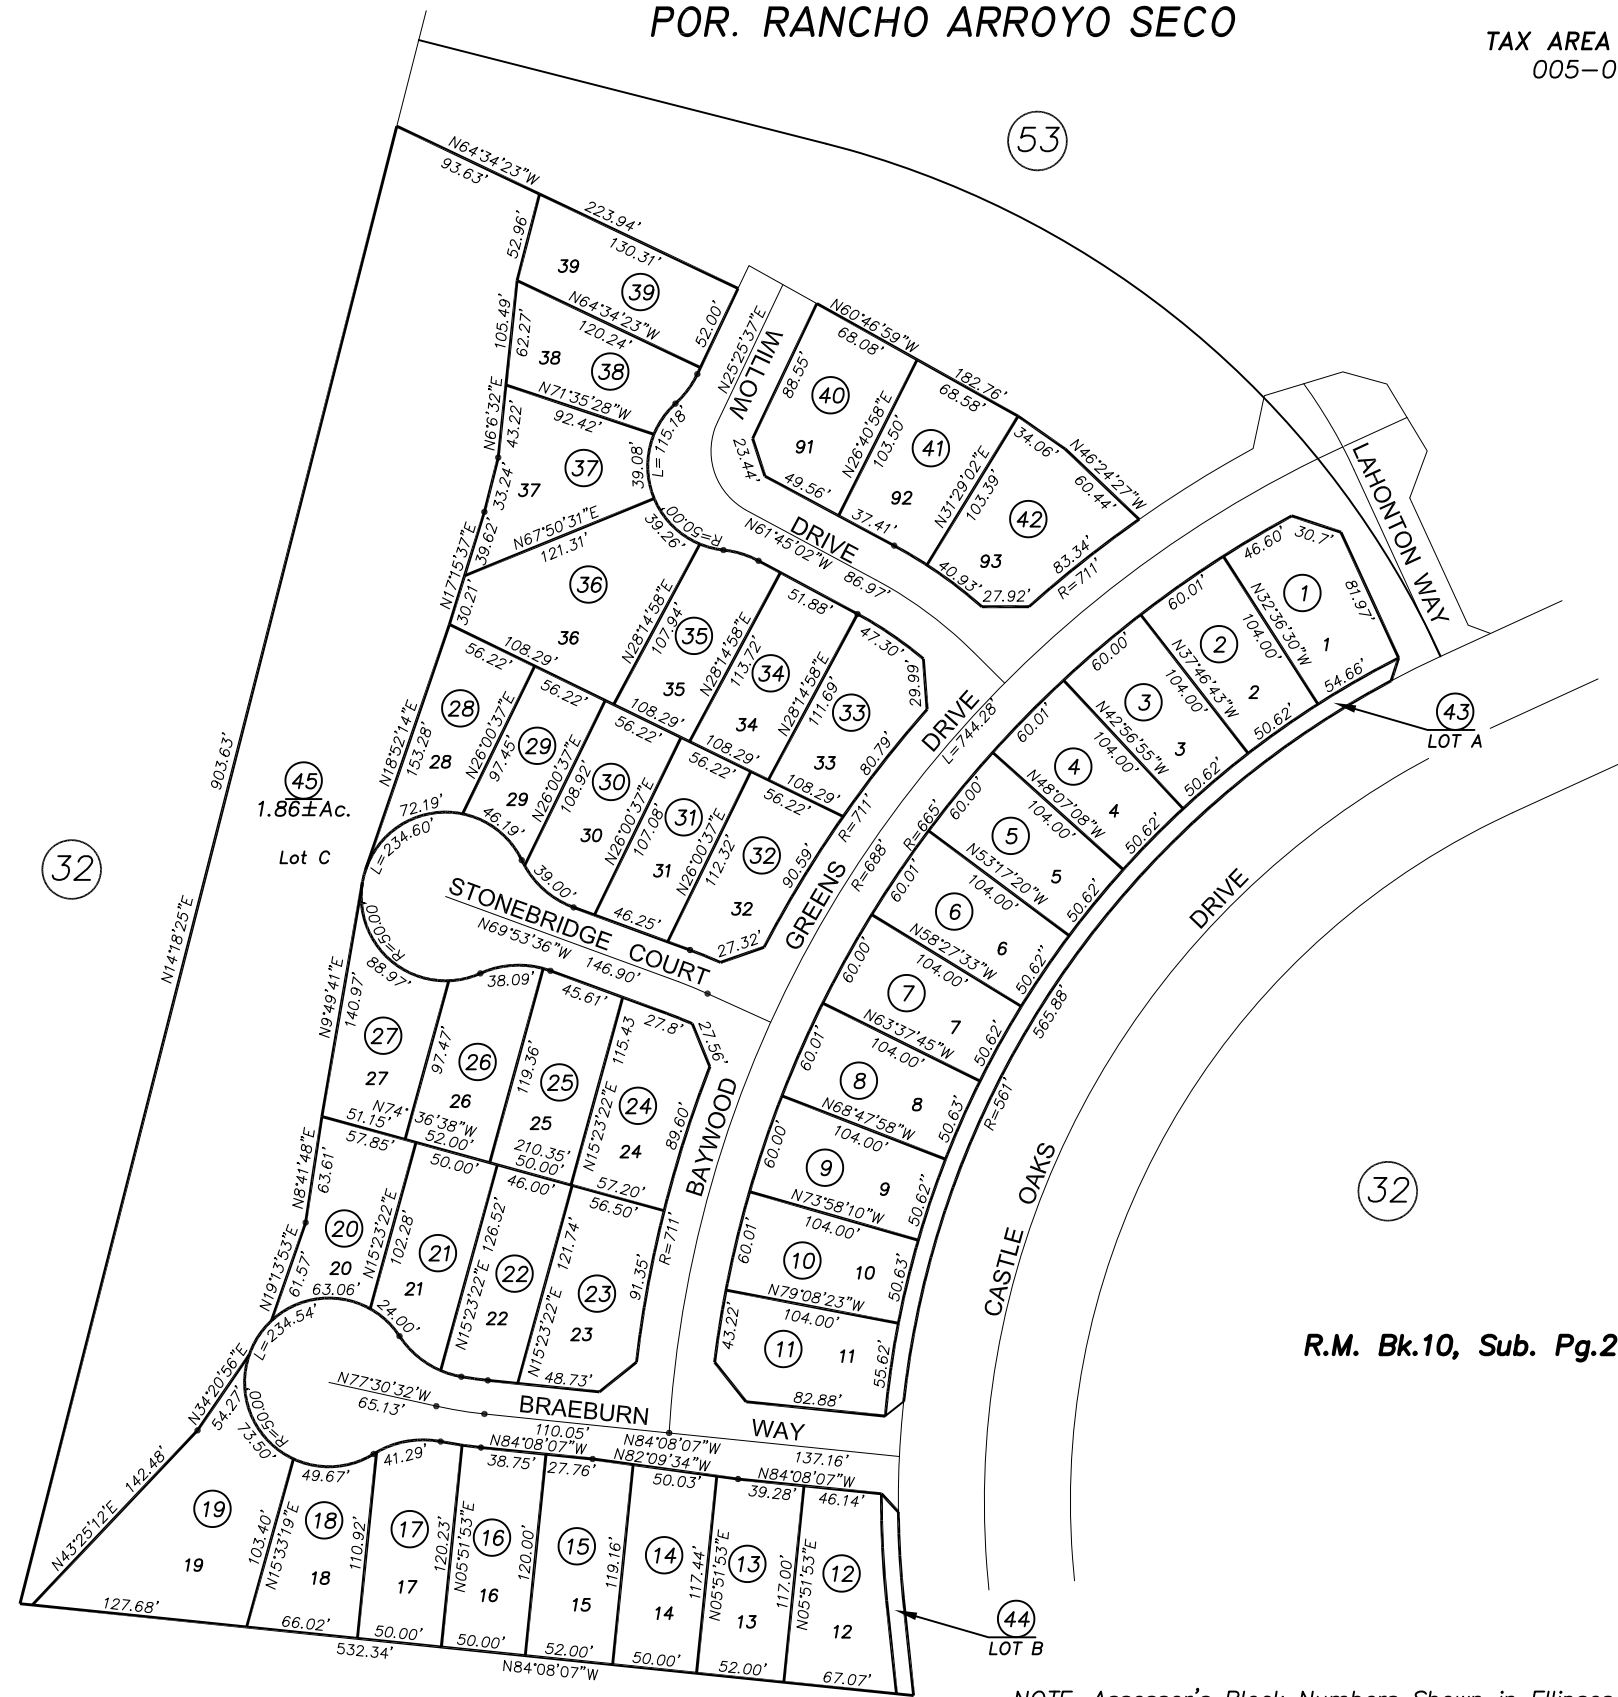 POR. RANCHO ARROYO SECO
TAX AREA
005-0
53
N64°34'23"W
93.63'
223.94'
130.31'
52.96'
39
39
52.00'
N64°34'23"W
120.24'
105.49'
62.27'
38
38
N71°35'28"W
92.42'
N6°6'32"E
43.22'
39.08'
L= 115.18'
37
37
33.24'
N67°50'31"E
121.31'
39.62'
N17°15'37"E
30.21'
R=50.00'
39.26'
36
36
N25°25'37"E
WILLOW
DRIVE
23.44'
N61°45'02"W
86.97'
N60°46'59"W
68.08'
182.76'
68.58'
88.55'
40
91
49.56'
N26°40'58"E
103.50'
41
92
37.41'
N31°29'02"E
103.39'
34.06'
N46°24'27"W
60.44'
42
93
40.93'
27.92'
83.34'
R=711'
LAHONTON WAY
46.60'
30.7'
81.97'
1
1
54.66'
N32°36'30"W
104.00'
60.01'
2
2
50.62'
N37°46'43"W
104.00'
60.00'
3
3
50.62'
N42°56'55"W
104.00'
60.01'
4
4
50.62'
N48°07'08"W
104.00'
60.00'
5
5
50.62'
N53°17'20"W
104.00'
60.01'
6
6
50.62"
N58°27'33"W
104.00'
60.00'
7
7
50.62'
N63°37'45"W
104.00'
60.01'
8
8
50.63'
N68°47'58"W
104.00'
60.00'
9
9
50.62"
N73°58'10"W
104.00'
60.01'
10
10
50.63'
N79°08'23"W
104.00'
43.22'
11
11
55.62'
82.88'
43
LOT A
DRIVE
L=744.28'
R=665'
R=688'
R=711'
GREENS
BAYWOOD
565.88'
R=561'
CASTLE OAKS DRIVE
32
32
N28°14'58"E
107.94'
35
35
N28°14'58"E
113.72'
51.88'
34
34
N28°14'58"E
111.69'
47.30'
29.69'
33
33
80.79'
108.29'
108.29'
108.29'
108.29'
56.22'
56.22'
56.22'
56.22'
56.22'
N18°52'14"E
153.28'
28
28
72.19'
N26°00'37"E
97.45'
29
29
46.19'
N26°00'37"E
108.92'
30
30
39.00'
N26°00'37"E
107.08'
31
31
46.25'
N26°00'37"E
112.32'
32
32
27.32'
90.59'
903.63'
N14°18'25"E
45
1.86±Ac.
Lot C
L=234.60'
R=50.00'
STONEBRIDGE COURT
N69°53'36"W
146.90'
88.97'
38.09'
45.61'
27.8'
27.56'
N9°49'41"E
140.97'
27
27
97.47'
26
26
119.36'
25
25
115.43
N15°23'22"E
24
24
89.60'
51.15'
N74°
36'38"W
52.00'
210.35'
50.00'
57.20'
57.85'
50.00'
46.00'
56.50'
N8°41'48"E
63.61'
20
20
63.06'
N19°13'53"E
61.57'
N15°23'22"E
102.28'
21
21
24.00'
N15°23'22"E 126.52'
22
22
121.74'
N15°23'22"E
23
23
48.73'
91.35'
R=711'
L=234.54'
R=50.00'
N34°20'56"E
54.27'
73.50'
N43°25'12"E
142.48'
N77°30'32"W
65.13'
BRAEBURN WAY
110.05'
N84°08'07"W
137.16'
49.67'
41.29'
N84°08'07"W
38.75'
27.76'
N82°09'34"W
50.03'
39.28'
N84°08'07"W
46.14'
19
19
103.40'
N15°33'19"E
18
18
110.92'
17
17
120.23'
N05°51'53"E
16
16
120.00'
15
15
119.16'
14
14
117.44'
N05°51'53"E
13
13
117.00'
N05°51'53"E
12
12
127.68'
66.02'
50.00'
50.00'
52.00'
50.00'
52.00'
67.07'
532.34'
N84°08'07"W
44
LOT B
R.M. Bk.10, Sub. Pg.2
NOTE Assessor's Block Numbers Shown in Ellipses